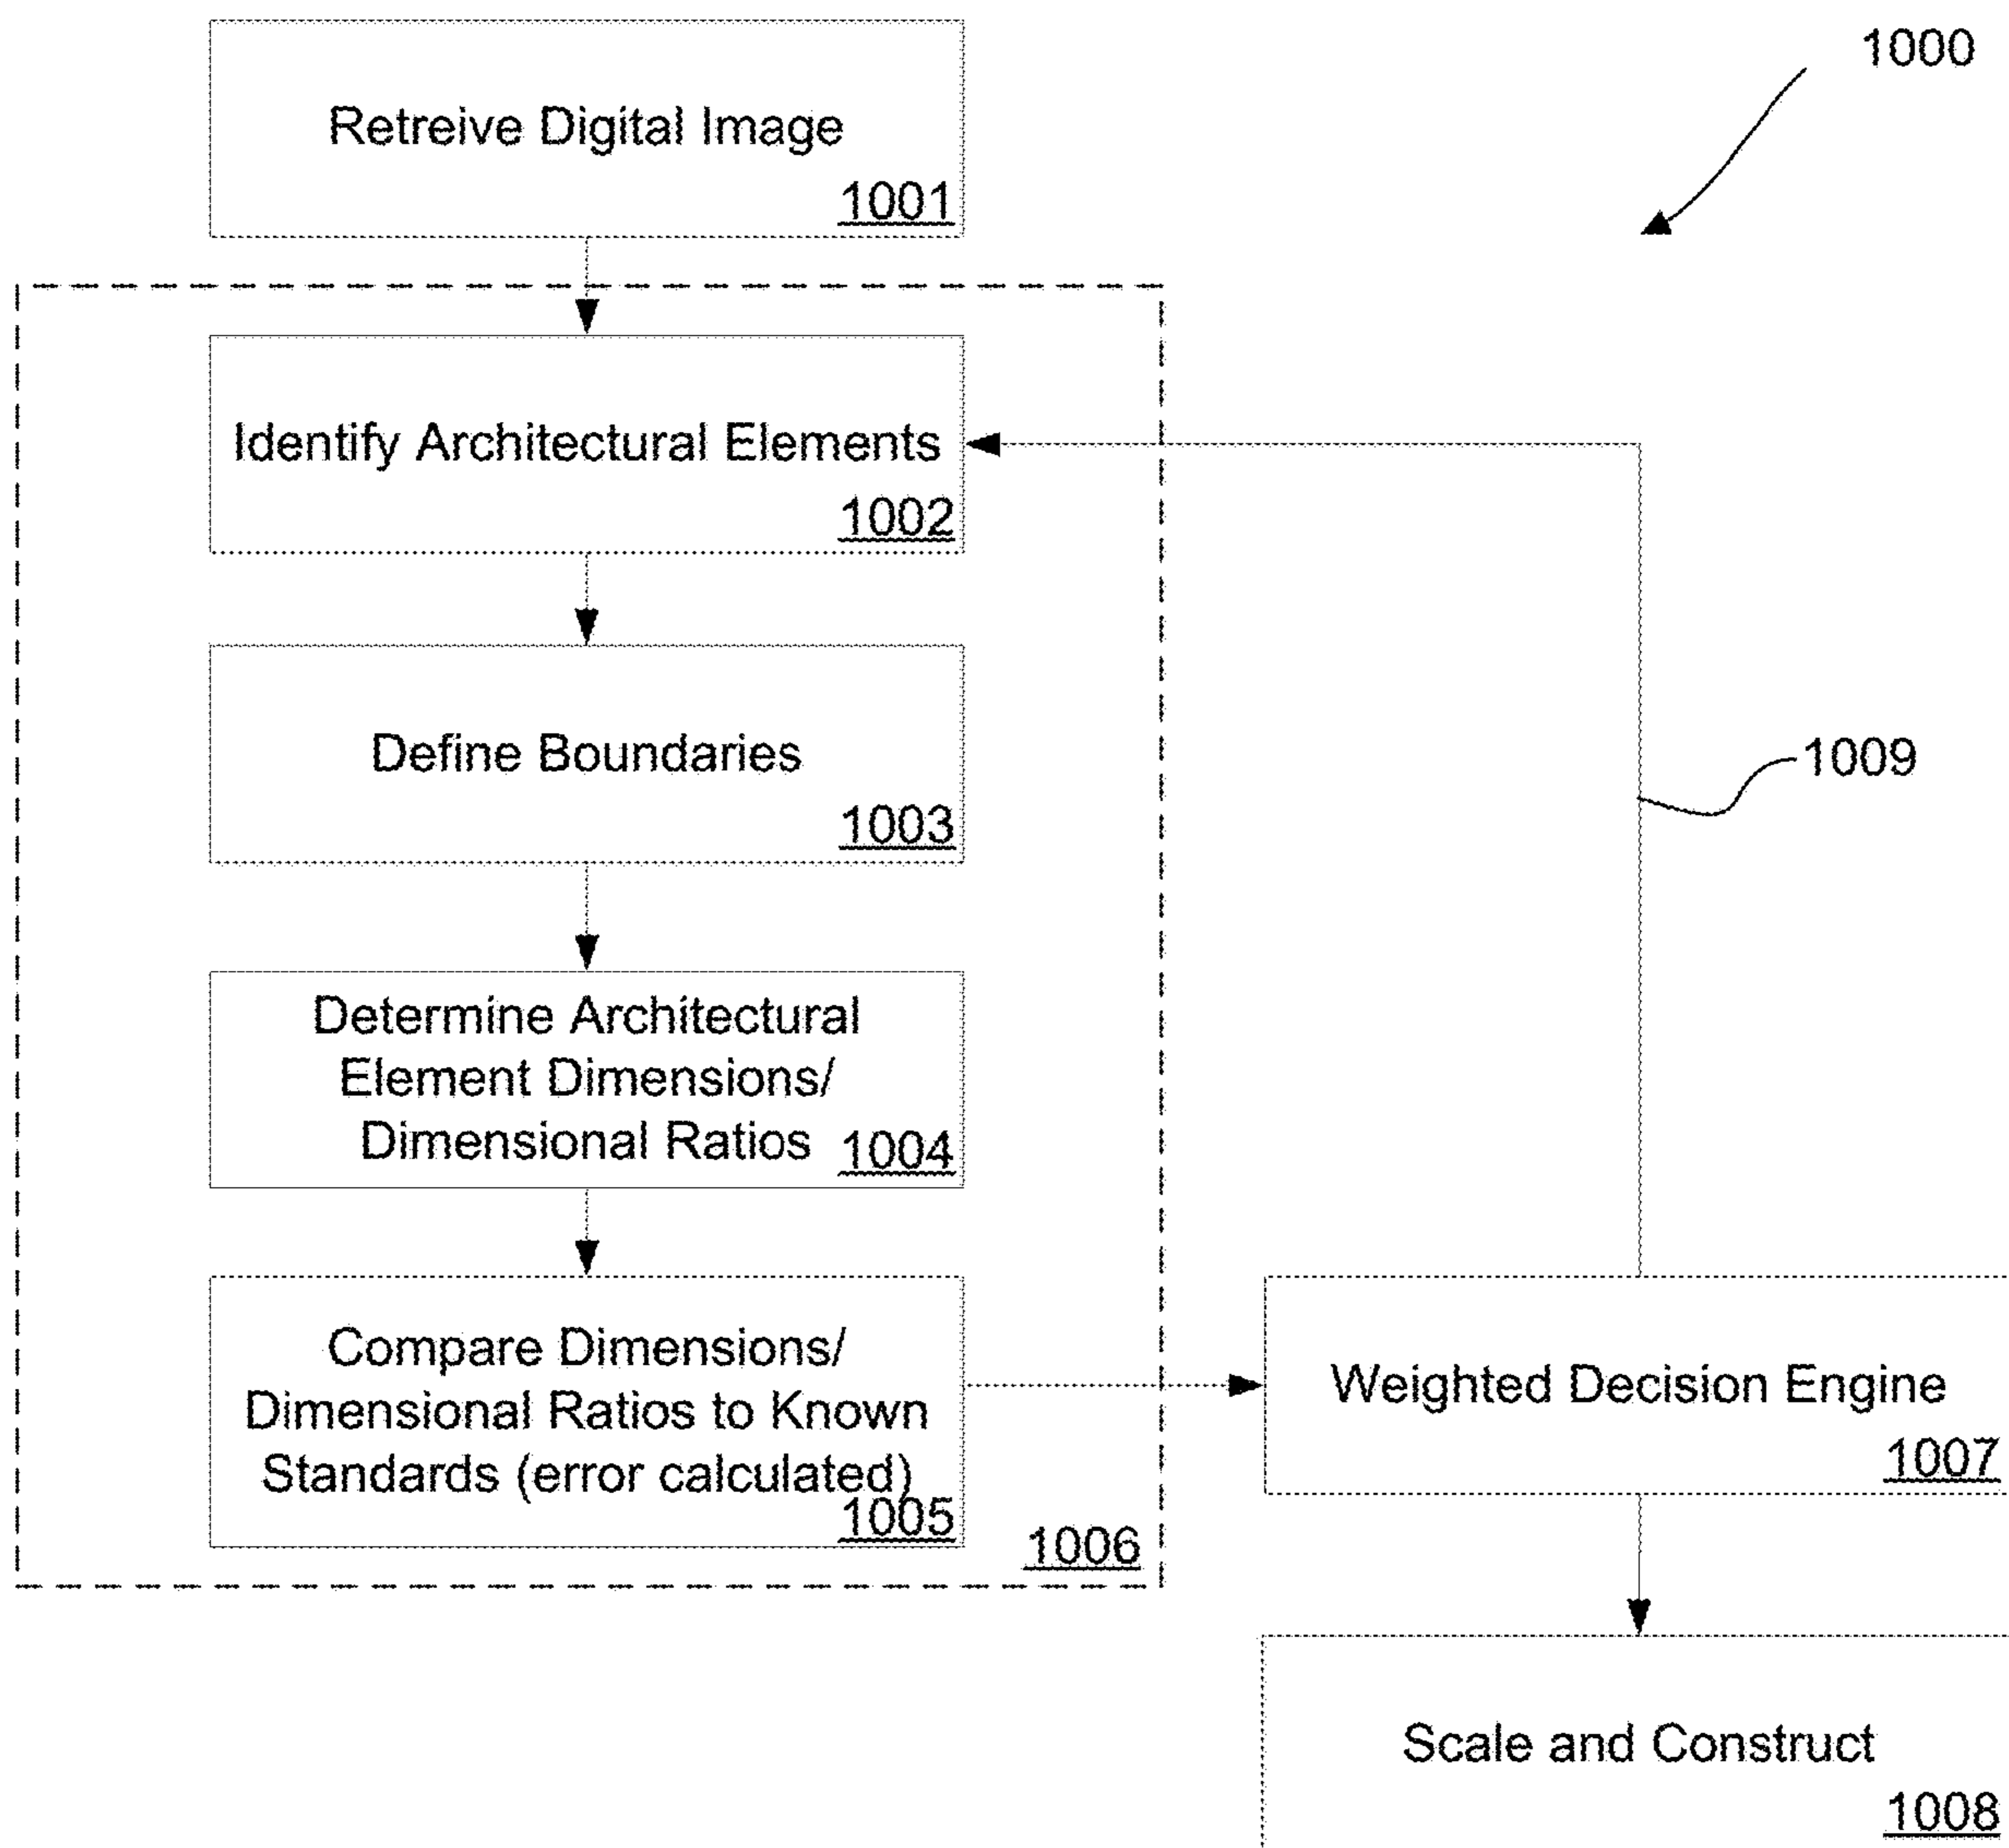 1000
Retreive Digital Image
1001
Identify Architectural Elements
1002
Define Boundaries
1003
1009
Determine Architectural
Element Dimensions/
Dimensional Ratios
1004
Compare Dimensions/
Dimensional Ratios to Known
Standards (error calculated)
1005
1006
Weighted Decision Engine
1007
Scale and Construct
1008